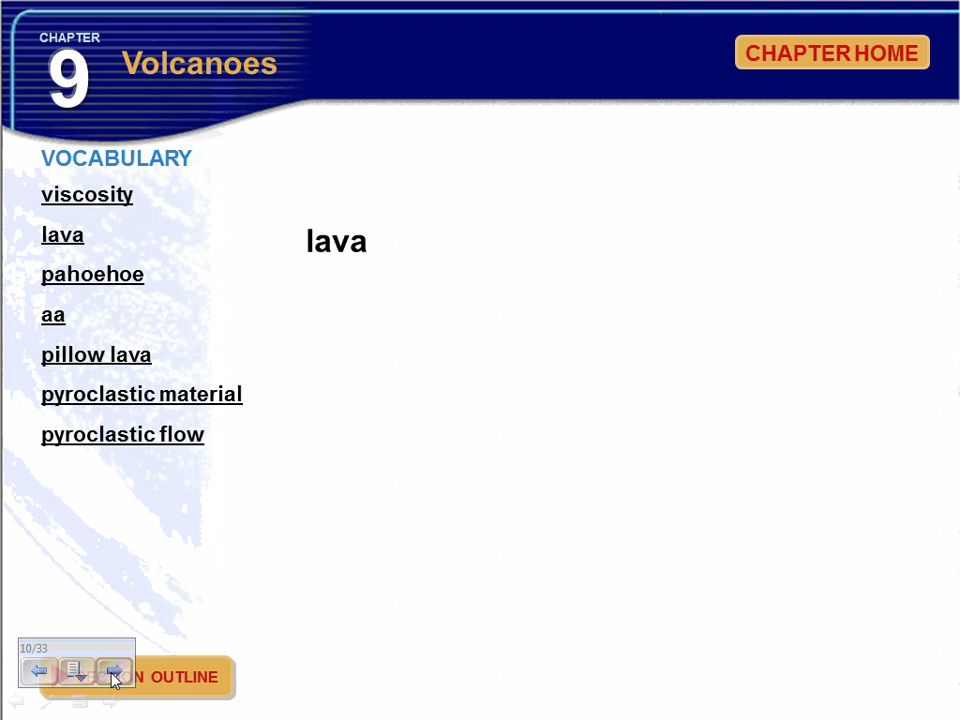 CHAPTER
9
Volcanoes
CHAPTER HOME
VOCABULARY
viscosity
lava
pahoehoe
aa
pillow lava
pyroclastic material
pyroclastic flow
lava
10/33
OUTLINE